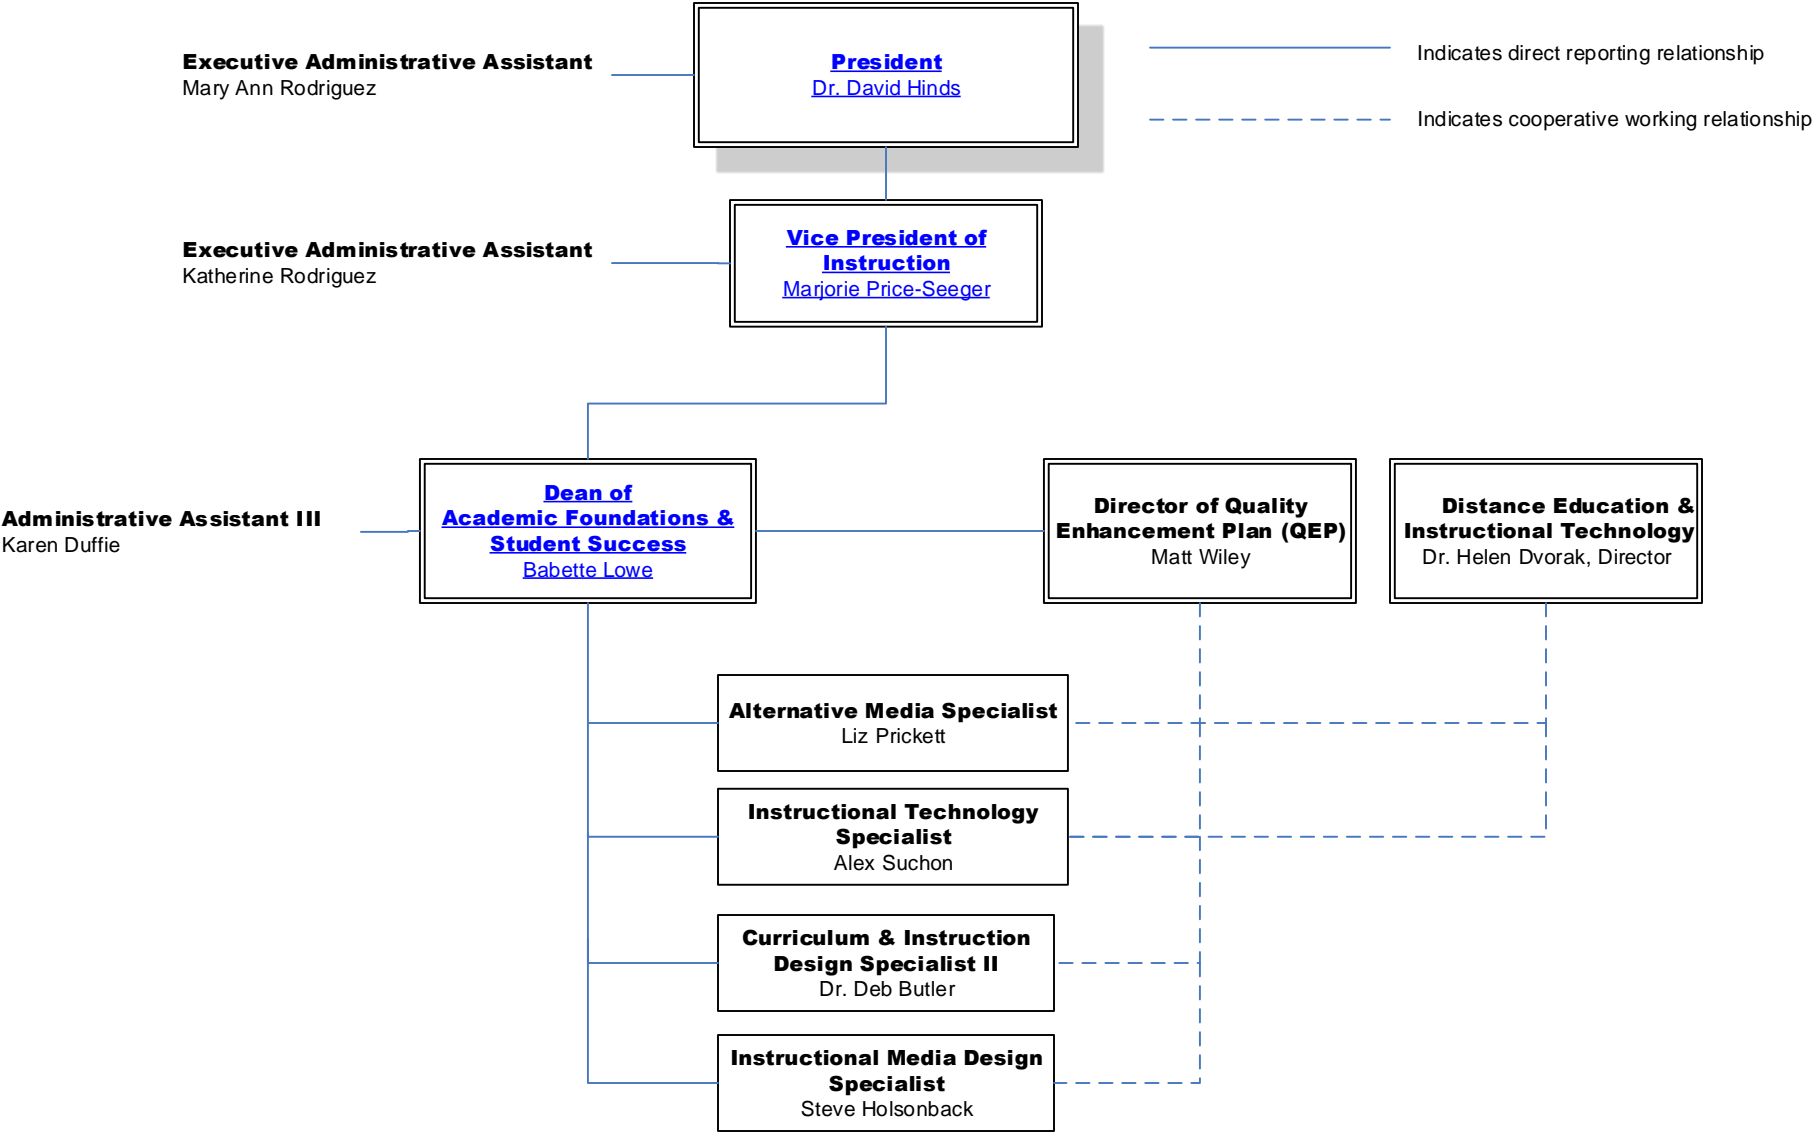 Executive Administrative Assistant
Mary Ann Rodriguez
President
Dr. David Hinds
Indicates direct reporting relationship
Indicates cooperative working relationship
Executive Administrative Assistant
Katherine Rodriguez
Vice President of
Instruction
Marjorie Price-Seeger
Administrative Assistant III
Karen Duffie
Dean of
Academic Foundations &
Student Success
Babette Lowe
Director of Quality
Enhancement Plan (QEP)
Matt Wiley
Distance Education &
Instructional Technology
Dr. Helen Dvorak, Director
Alternative Media Specialist
Liz Prickett
Instructional Technology
Specialist
Alex Suchon
Curriculum & Instruction
Design Specialist II
Dr. Deb Butler
Instructional Media Design
Specialist
Steve Holsonback